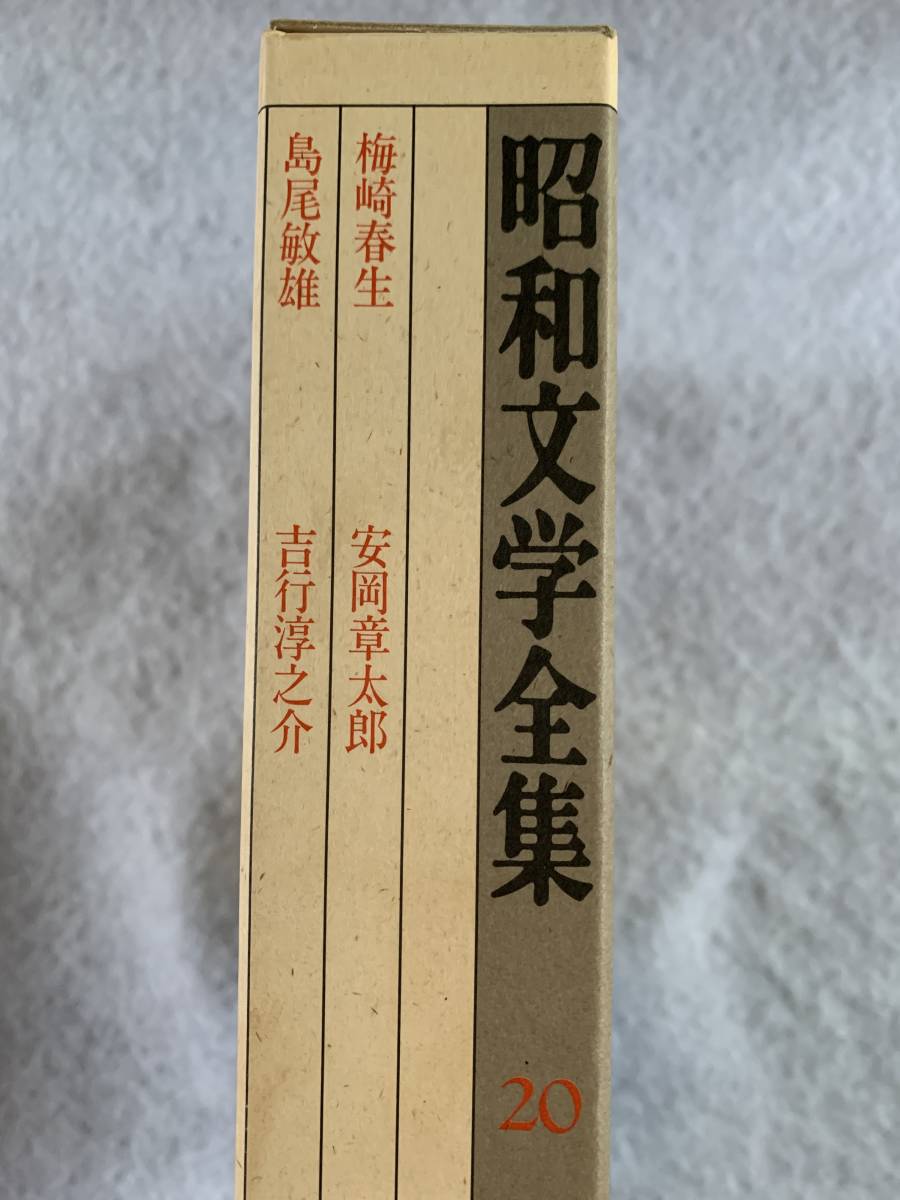 昭和文学全集
20
梅崎春生
安岡章太郎
島尾敏雄
吉行淳之介